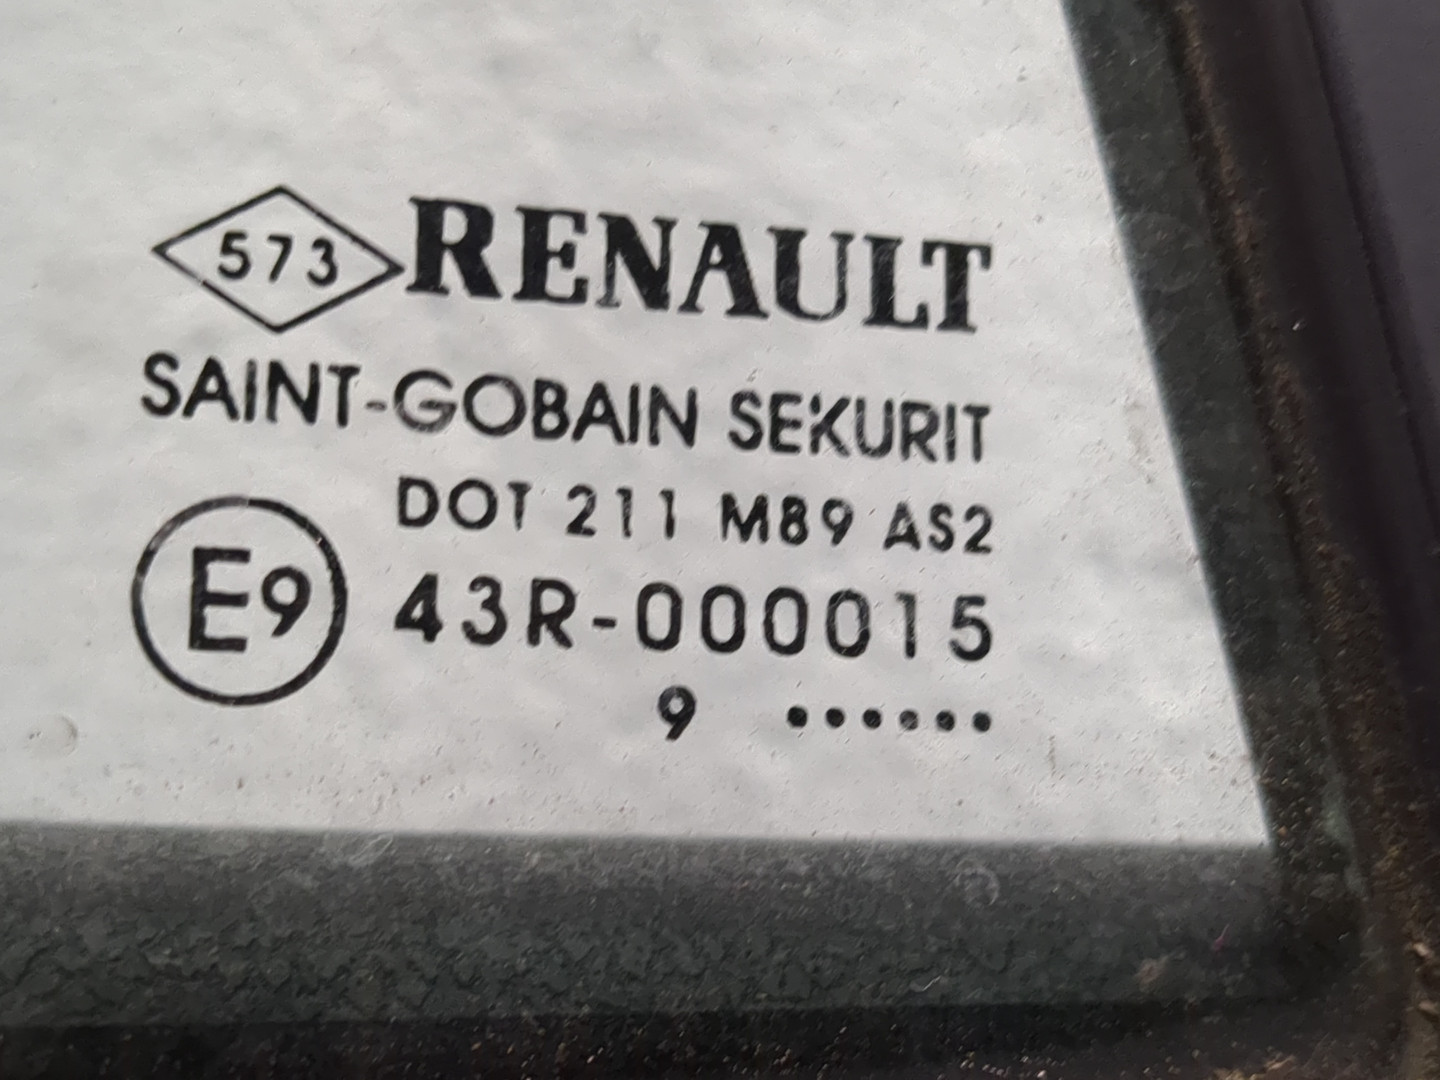 573 RENAULT
SAINT-GOBAIN SEKURIT
DOT 211 M89 AS2
E9 43R-000015
9 ••••••